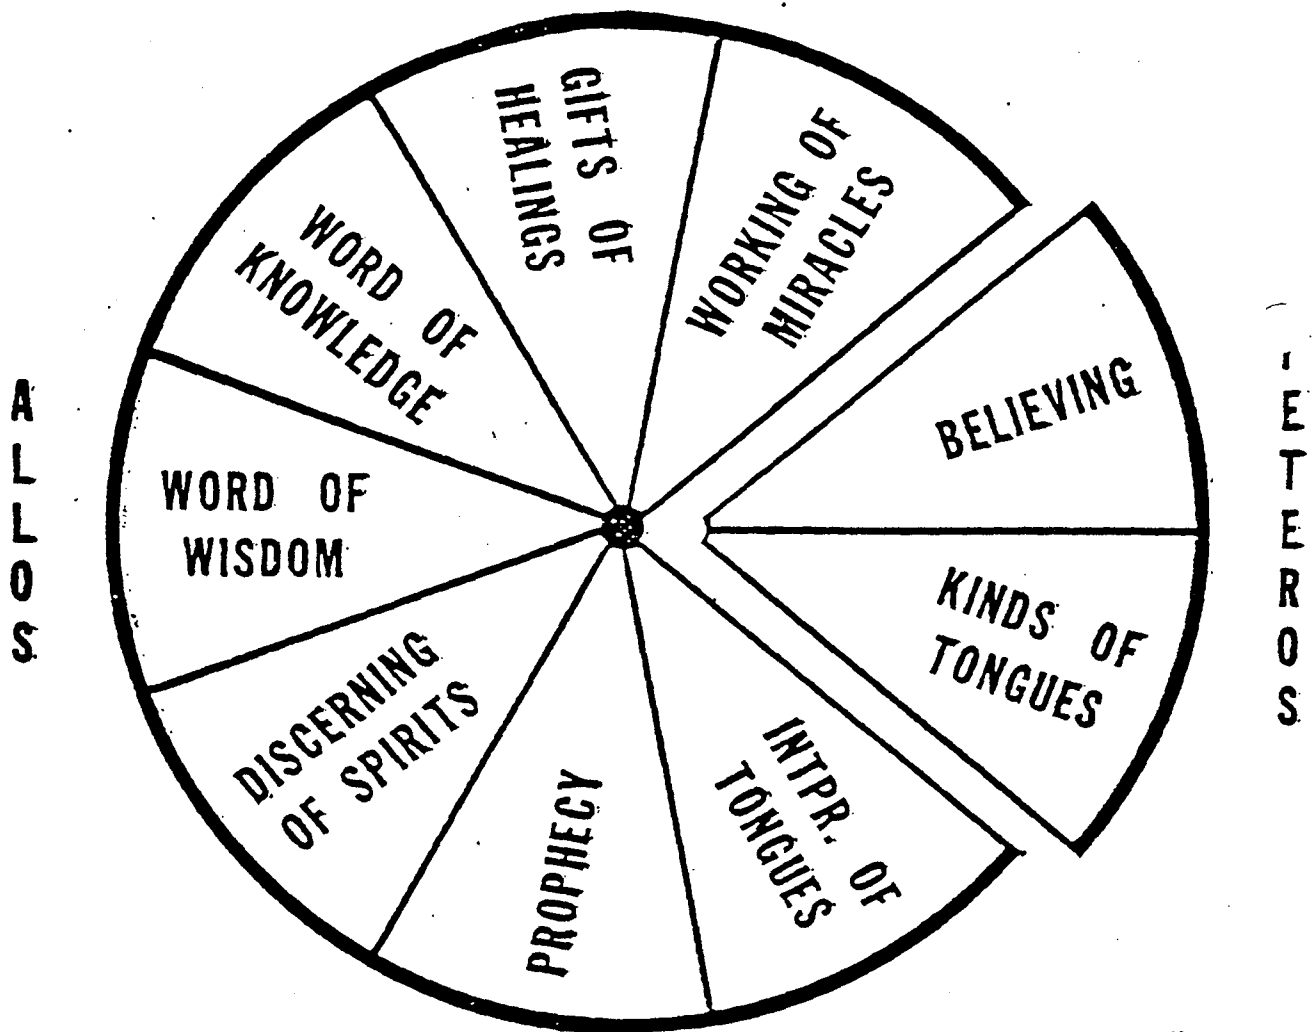 GIFTS OF
HEALINGS
WORKING OF
MIRACLES
WORD OF
KNOWLEDGE
BELIEVING
WORD OF
WISDOM
KINDS OF
TONGUES
DISCERNING
OF SPIRITS
PROPHECY
INTPR. OF
TONGUES
ALLOS
'ETEROS